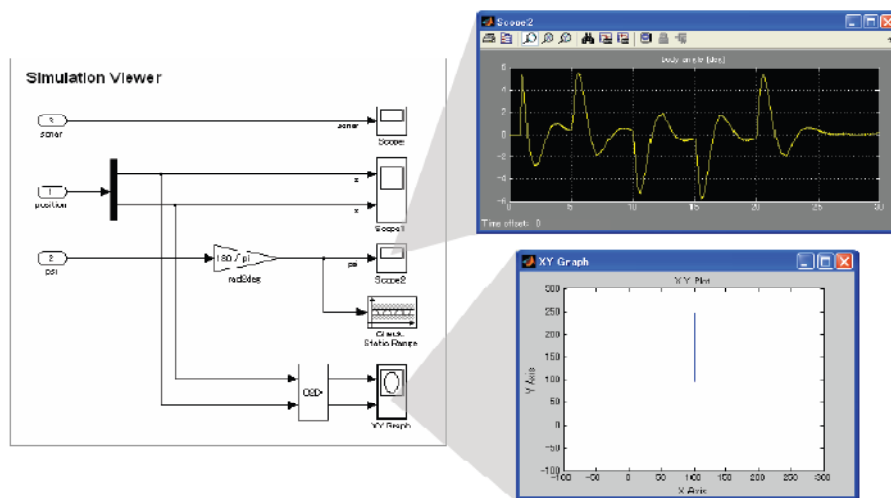 Simulation Viewer
3
sonar
sonar
Scope
1
position
z
x
Scope1
2
psi
180 / pi
rad2deg
psi
Scope2
Check
Static Range
XY Graph
Scope2
body angle [deg]
6
4
2
0
-2
-4
-6
0
5
10
15
20
25
30
Time offset: 0
XY Graph
X Y Plot
300
250
200
150
100
50
0
-50
-100
-100
-50
0
50
100
150
200
250
300
Y Axis
X Axis